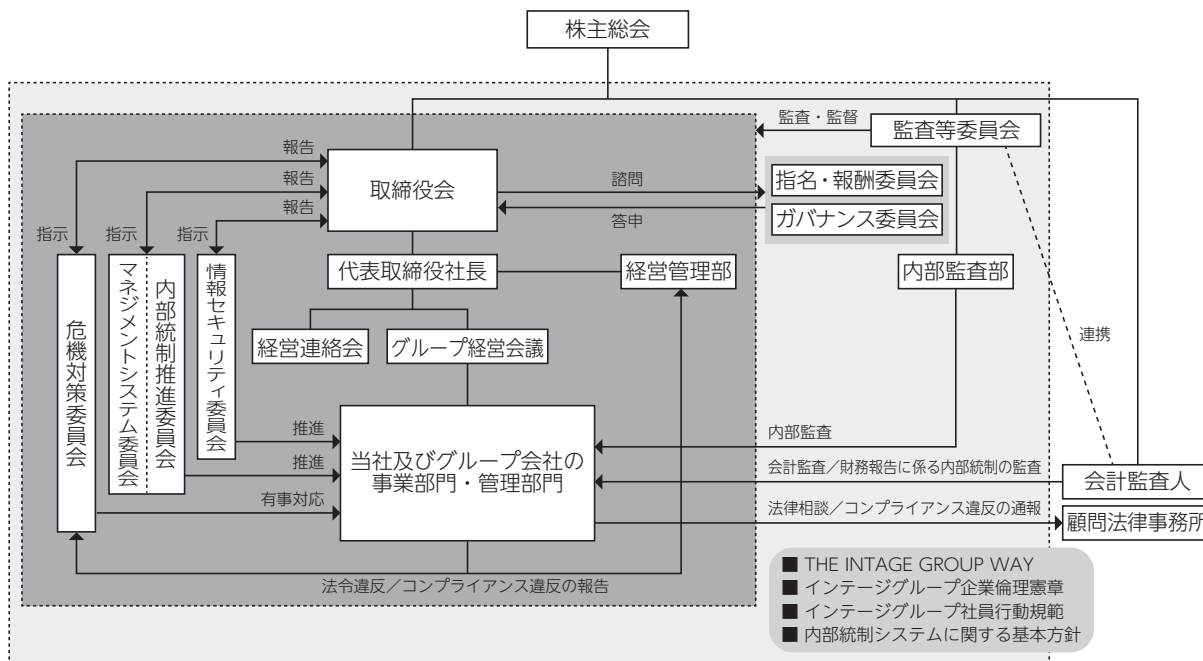 株主総会
監査・監督
監査等委員会
報告
報告
報告
取締役会
諮問
答申
指名・報酬委員会
ガバナンス委員会
指示
指示
指示
危機対策委員会
マネジメントシステム委員会
内部統制推進委員会
情報セキュリティ委員会
代表取締役社長
経営管理部
内部監査部
経営連絡会
グループ経営会議
連携
推進
推進
有事対応
当社及びグループ会社の
事業部門・管理部門
内部監査
会計監査/財務報告に係る内部統制の監査
会計監査人
法律相談/コンプライアンス違反の通報
顧問法律事務所
法令違反/コンプライアンス違反の報告
■ THE INTAGE GROUP WAY
■ インテージグループ企業倫理憲章
■ インテージグループ社員行動規範
■ 内部統制システムに関する基本方針